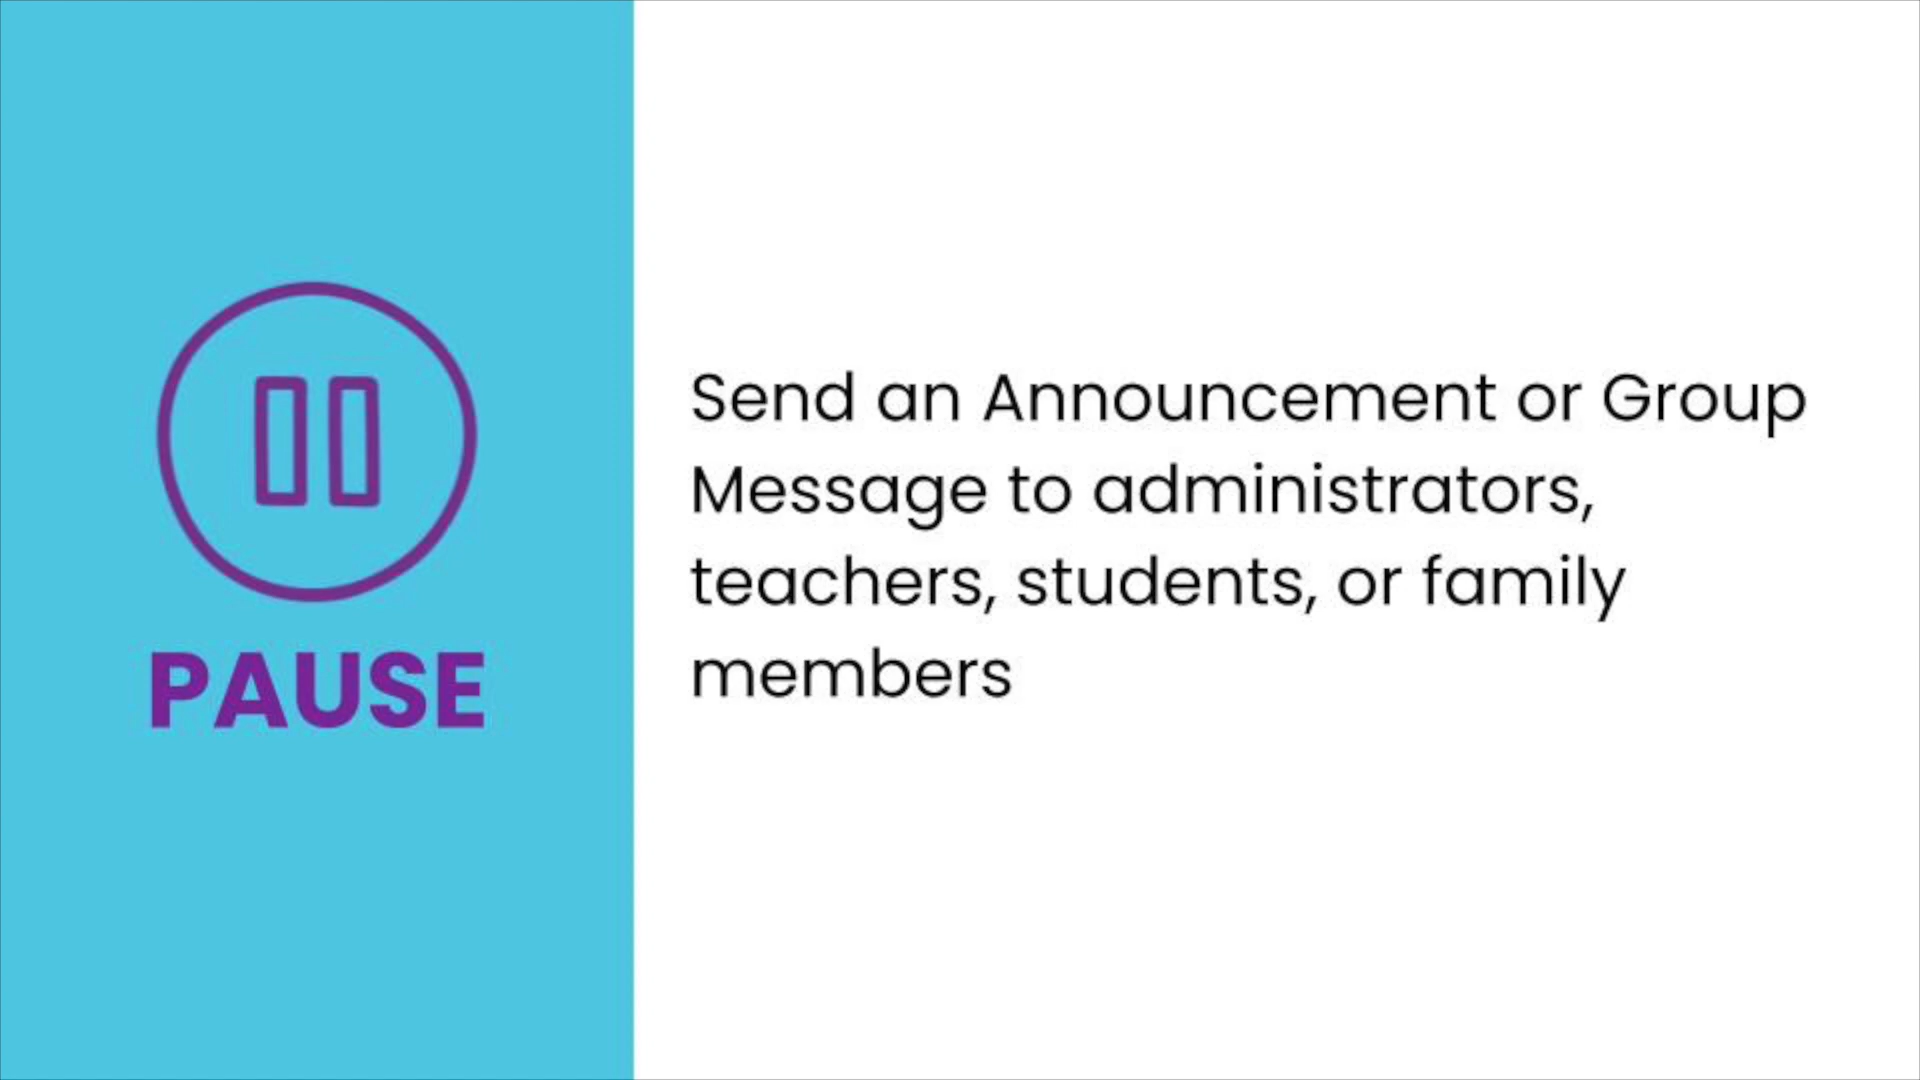 PAUSE
Send an Announcement or Group
Message to administrators,
teachers, students, or family
members